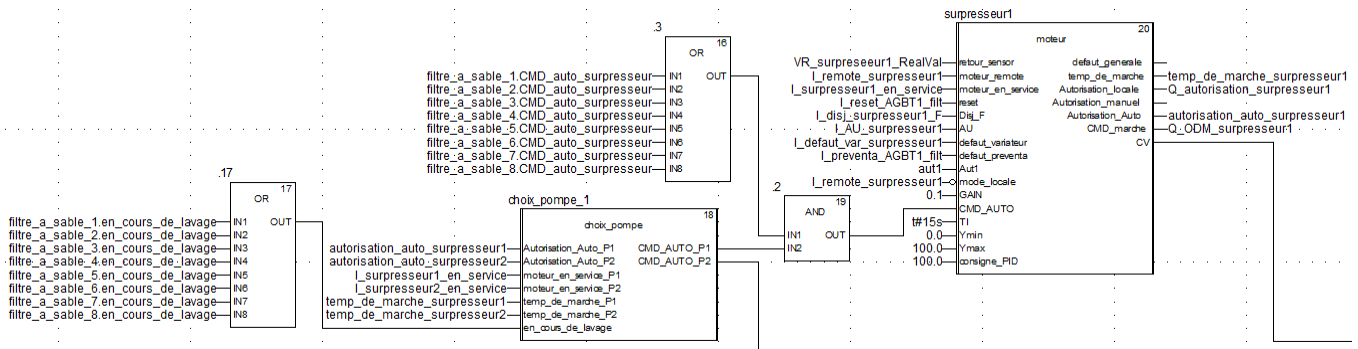 surpresseur1
.3
16
OR
filtre_a_sable_1.CMD_auto_surpresseur IN1 OUT
filtre_a_sable_2.CMD_auto_surpresseur IN2
filtre_a_sable_3.CMD_auto_surpresseur IN3
filtre_a_sable_4.CMD_auto_surpresseur IN4
filtre_a_sable_5.CMD_auto_surpresseur IN5
filtre_a_sable_6.CMD_auto_surpresseur IN6
filtre_a_sable_7.CMD_auto_surpresseur IN7
filtre_a_sable_8.CMD_auto_surpresseur IN8
20
moteur
VR_surpreseeur1_RealVal retour_sensor defaut_generale
I_remote_surpresseur1 moteur_remote temp_de_marche temp_de_marche_surpresseur1
I_surpresseur1_en_service moteur_en_service Autorisation_locale Q_autorisation_surpresseur1
I_reset_AGBT1_filt reset Autorisation_manuel
I_disj_surpresseur1_F Disj_F Autorisation_Auto autorisation_auto_surpresseur1
I_AU_surpresseur1 AU CMD_marche Q_ODM_surpresseur1
I_defaut_var_surpresseur1 defaut_variateur CV
I_preventa_AGBT1_filt defaut_preventa
aut1 Aut1
I_remote_surpresseur1 mode_locale
0.1 GAIN
CMD_AUTO
t#15s TI
0.0 Ymin
100.0 Ymax
100.0 consigne_PID
.17
17
OR
filtre_a_sable_1.en_cours_de_lavage IN1 OUT
filtre_a_sable_2.en_cours_de_lavage IN2
filtre_a_sable_3.en_cours_de_lavage IN3
filtre_a_sable_4.en_cours_de_lavage IN4
filtre_a_sable_5.en_cours_de_lavage IN5
filtre_a_sable_6.en_cours_de_lavage IN6
filtre_a_sable_7.en_cours_de_lavage IN7
filtre_a_sable_8.en_cours_de_lavage IN8
choix_pompe_1
18
choix_pompe
autorisation_auto_surpresseur1 Autorisation_Auto_P1 CMD_AUTO_P1
autorisation_auto_surpresseur2 Autorisation_Auto_P2 CMD_AUTO_P2
I_surpresseur1_en_service moteur_en_service_P1
I_surpresseur2_en_service moteur_en_service_P2
temp_de_marche_surpresseur1 temp_de_marche_P1
temp_de_marche_surpresseur2 temp_de_marche_P2
en_cours_de_lavage
.2
19
AND
IN1 OUT
IN2